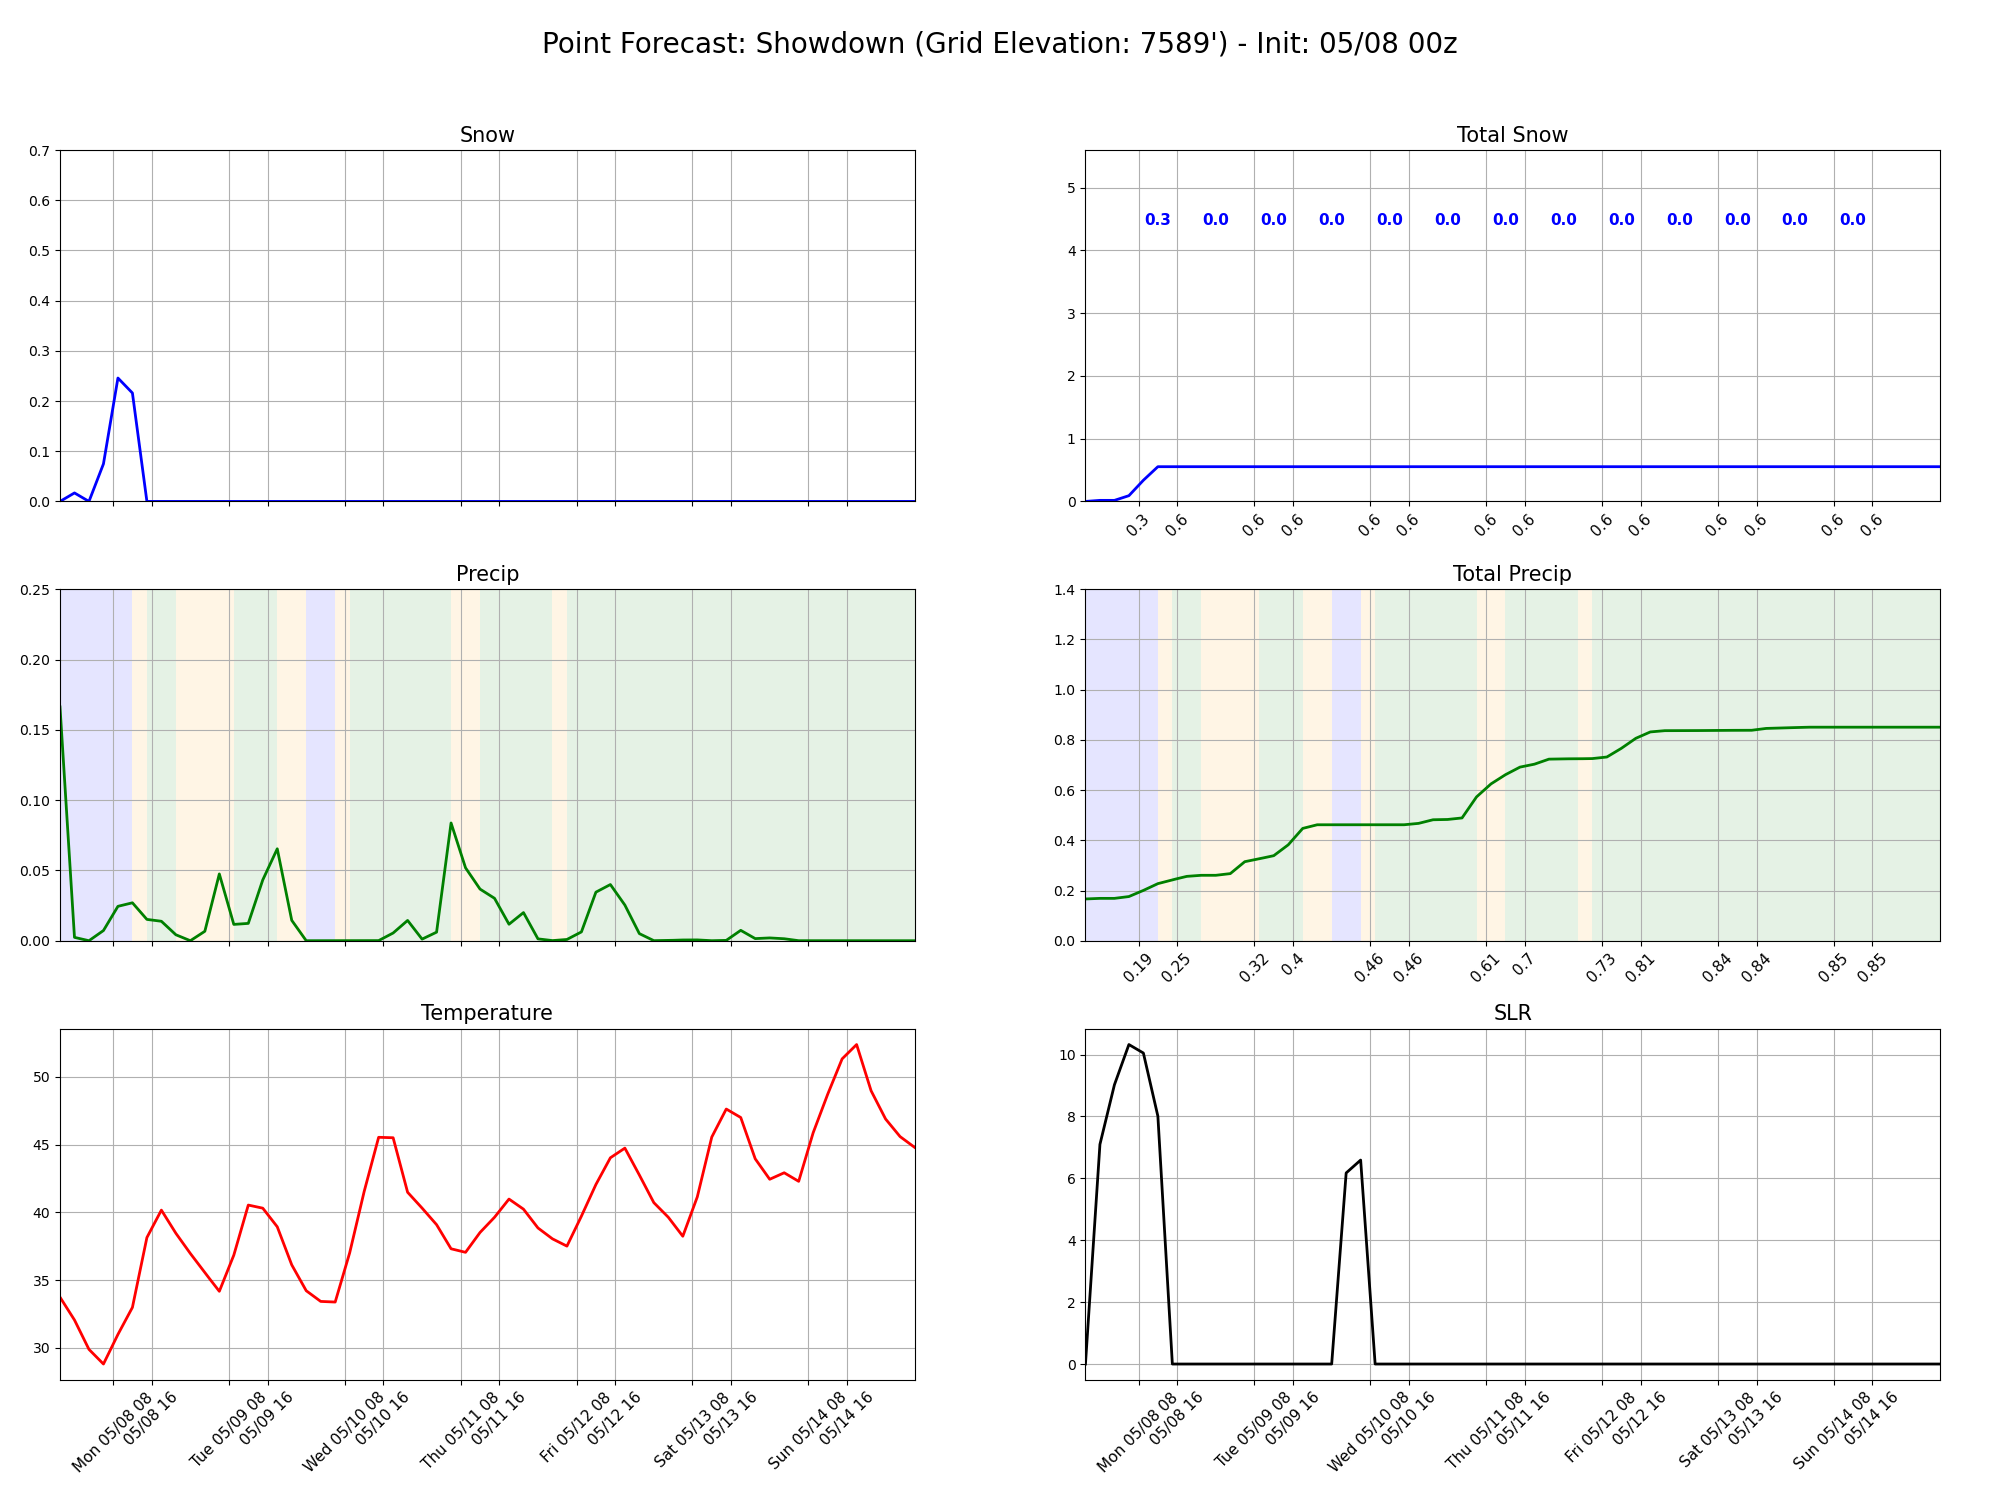 Point Forecast: Showdown (Grid Elevation: 7589') - Init: 05/08 00z
Snow
0.7
0.6
0.5
0.4
0.3
0.2
0.1
0.0
Total Snow
5
4
3
2
1
0
0.3 0.0 0.0 0.0 0.0 0.0 0.0 0.0 0.0 0.0 0.0 0.0 0.0
0.3 0.6 0.6 0.6 0.6 0.6 0.6 0.6 0.6 0.6 0.6 0.6 0.6 0.6
Precip
0.25
0.20
0.15
0.10
0.05
0.00
Total Precip
1.4
1.2
1.0
0.8
0.6
0.4
0.2
0.0
0.19 0.25 0.32 0.4 0.46 0.46 0.61 0.7 0.73 0.81 0.84 0.84 0.85 0.85
Temperature
50
45
40
35
30
Mon 05/08 08
05/08 16
Tue 05/09 08
05/09 16
Wed 05/10 08
05/10 16
Thu 05/11 08
05/11 16
Fri 05/12 08
05/12 16
Sat 05/13 08
05/13 16
Sun 05/14 08
05/14 16
SLR
10
8
6
4
2
0
Mon 05/08 08
05/08 16
Tue 05/09 08
05/09 16
Wed 05/10 08
05/10 16
Thu 05/11 08
05/11 16
Fri 05/12 08
05/12 16
Sat 05/13 08
05/13 16
Sun 05/14 08
05/14 16